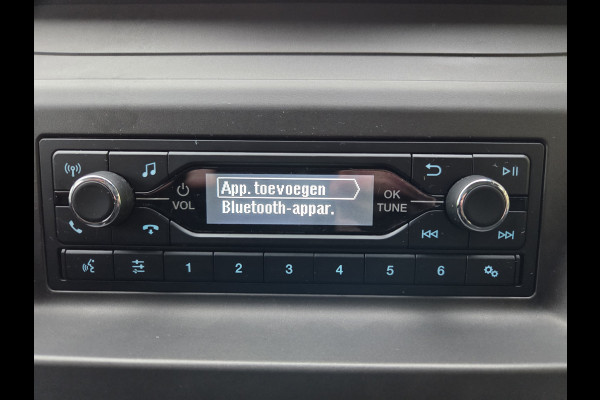 App. toevoegen
Bluetooth-appar.
VOL
OK
TUNE
1 2 3 4 5 6